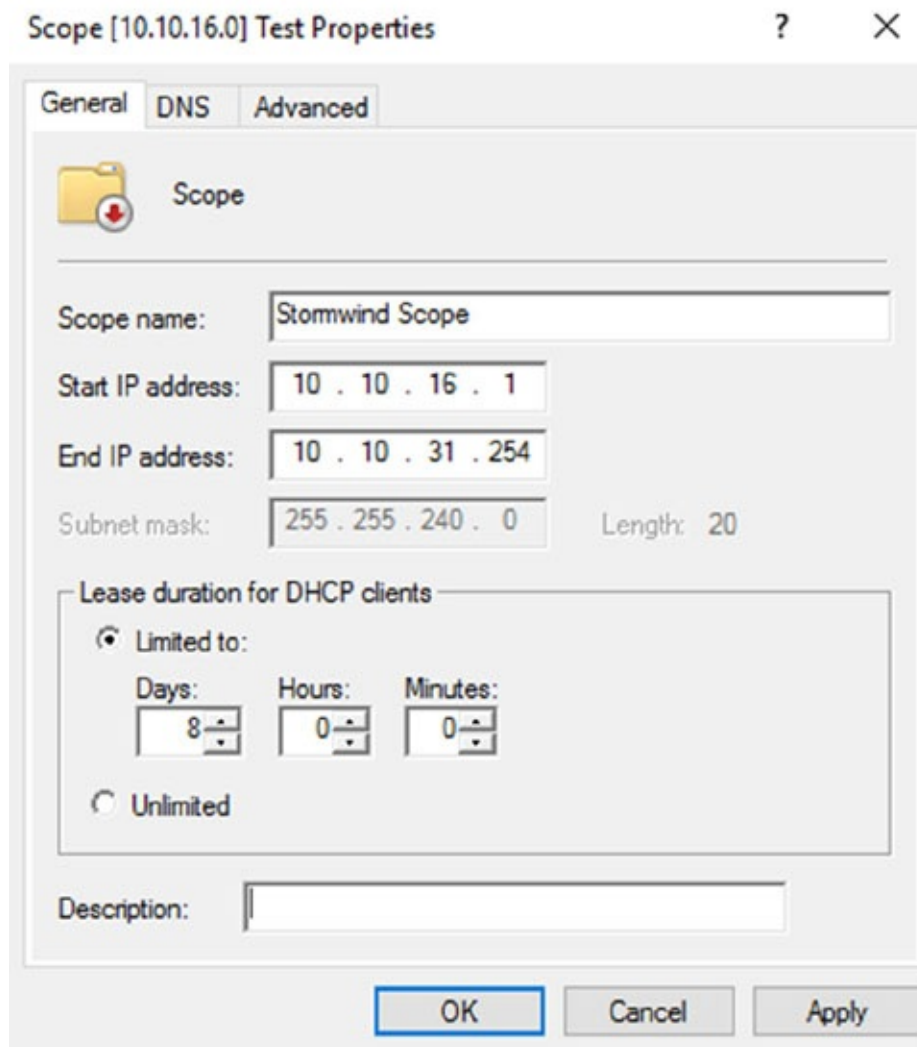 Scope [10.10.16.0] Test Properties ? ×
General DNS Advanced
Scope
Scope name: Stormwind Scope
Start IP address: 10 . 10 . 16 . 1
End IP address: 10 . 10 . 31 . 254
Subnet mask: 255 . 255 . 240 . 0 Length: 20
Lease duration for DHCP clients
Limited to:
Days: Hours: Minutes:
8 0 0
Unlimited
Description:
OK Cancel Apply